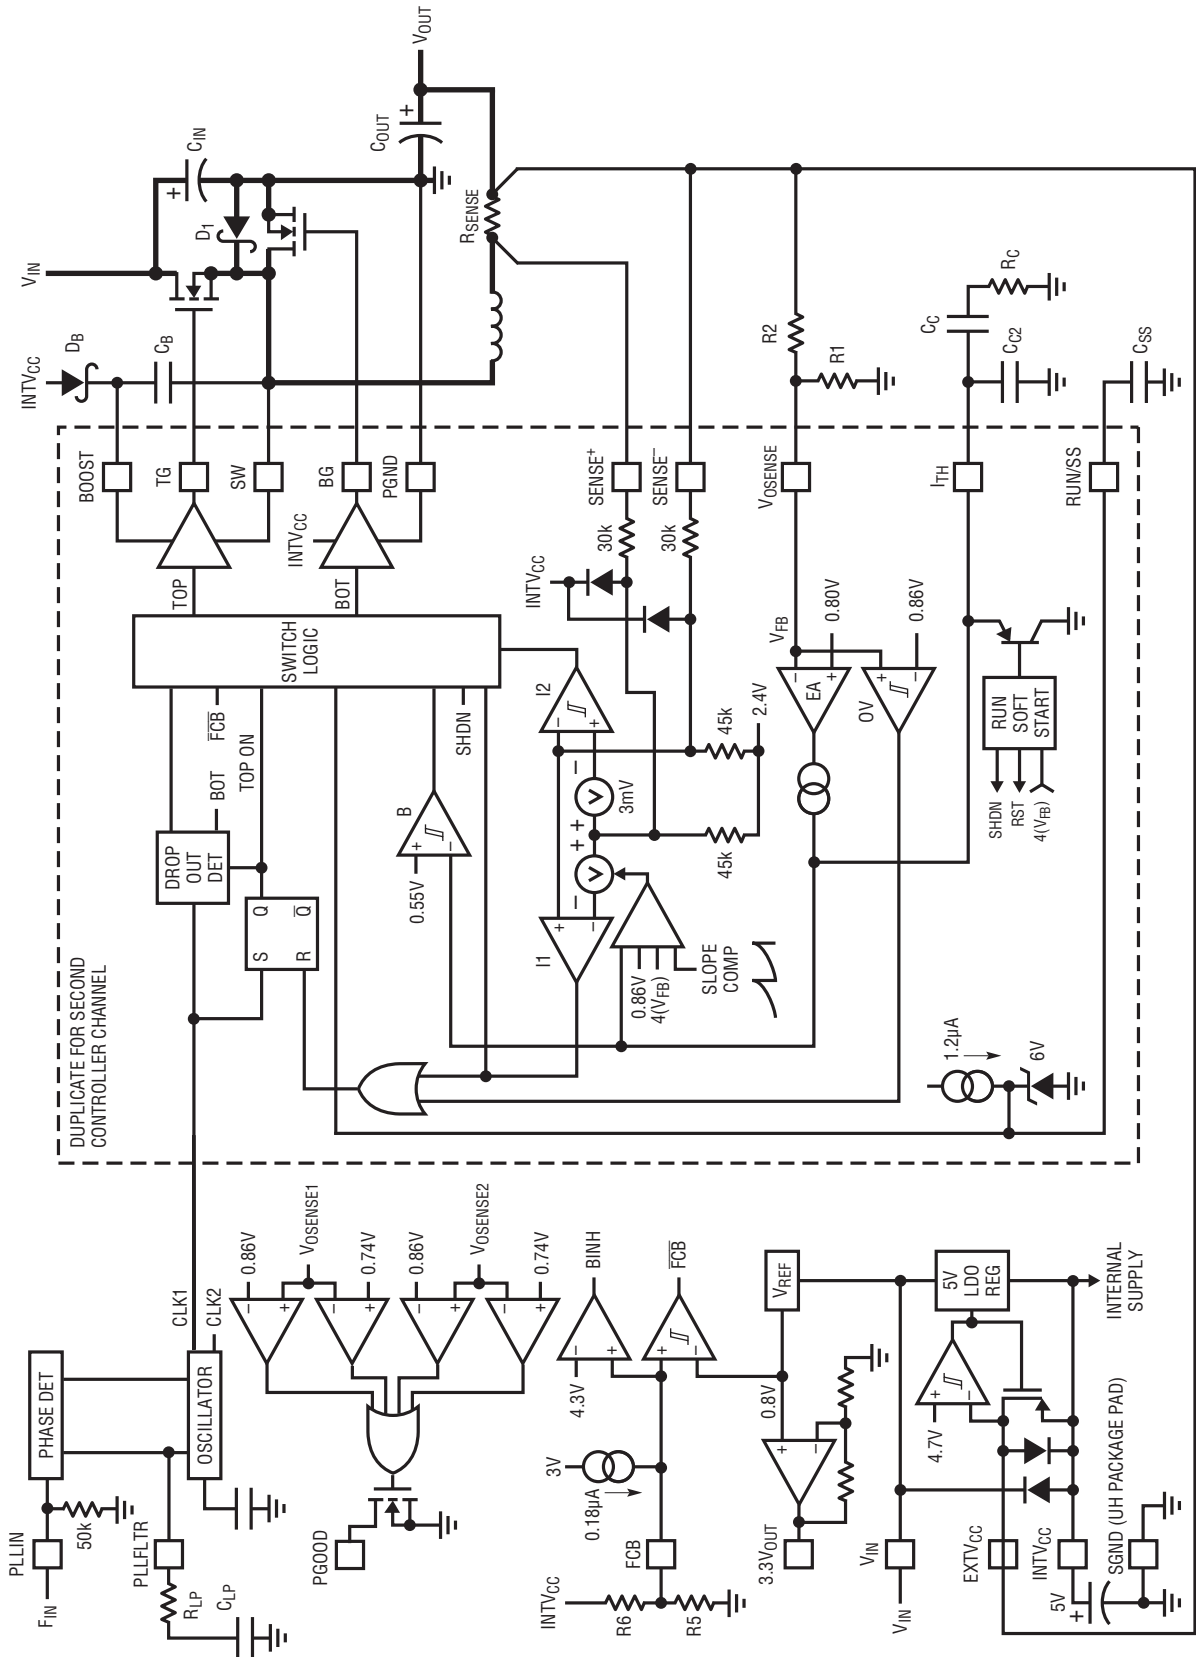 PLLIN
FIN
50k
PLLFLTR
RLP
CLP
PHASE DET
OSCILLATOR
CLK1
CLK2
DUPLICATE FOR SECOND
CONTROLLER CHANNEL
0.86V
VOSENSE1
0.74V
0.86V
VOSENSE2
0.74V
– + – + – + – +
PGOOD
DROP
OUT
DET
BOT
FCB
TOP ON
S Q
R Q
SWITCH
LOGIC
TOP
BOT
INTVCC
BOOST
TG
SW
BG
PGND
INTVCC
DB
CB
VIN
D1
+
CIN
COUT
+
VOUT
RSENSE
B
0.55V
+
–
SHDN
I1
+
–
I2
–
+
– + + –
3mV
0.86V
4(VFB)
SLOPE
COMP
45k
45k
2.4V
INTVCC
30k
30k
SENSE+
SENSE–
VFB
VOSENSE
R2
R1
EA
–
+
0.80V
OV
+
–
0.86V
ITH
CC
RC
CC2
RUN
SOFT
START
SHDN
RST
4(VFB)
RUN/SS
CSS
1.2µA
6V
4.3V
–
+
BINH
+
–
FCB
3V
0.18µA
FCB
INTVCC
R6
R5
0.8V
VREF
+
–
3.3VOUT
VIN
VIN
4.7V
+
–
5V
LDO
REG
EXTVCC
INTVCC
5V
+
SGND (UH PACKAGE PAD)
INTERNAL
SUPPLY